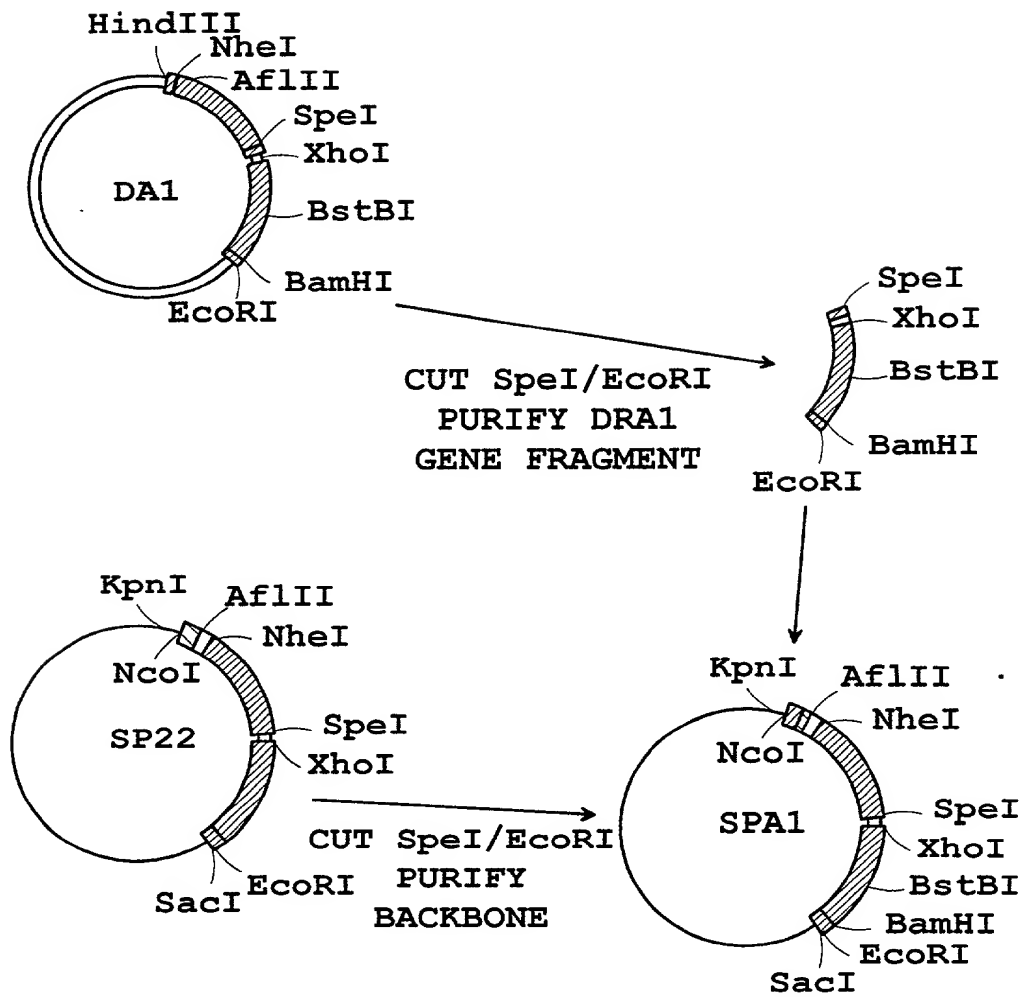 HindIII
NheI
AflII
SpeI
XhoI
DA1
BstBI
BamHI
EcoRI
CUT SpeI/EcoRI
PURIFY DRA1
GENE FRAGMENT
SpeI
XhoI
BstBI
BamHI
EcoRI
KpnI
AflII
NheI
NcoI
SP22
SpeI
XhoI
EcoRI
SacI
CUT SpeI/EcoRI
PURIFY
BACKBONE
KpnI
AflII
NheI
NcoI
SPA1
SpeI
XhoI
BstBI
BamHI
EcoRI
SacI